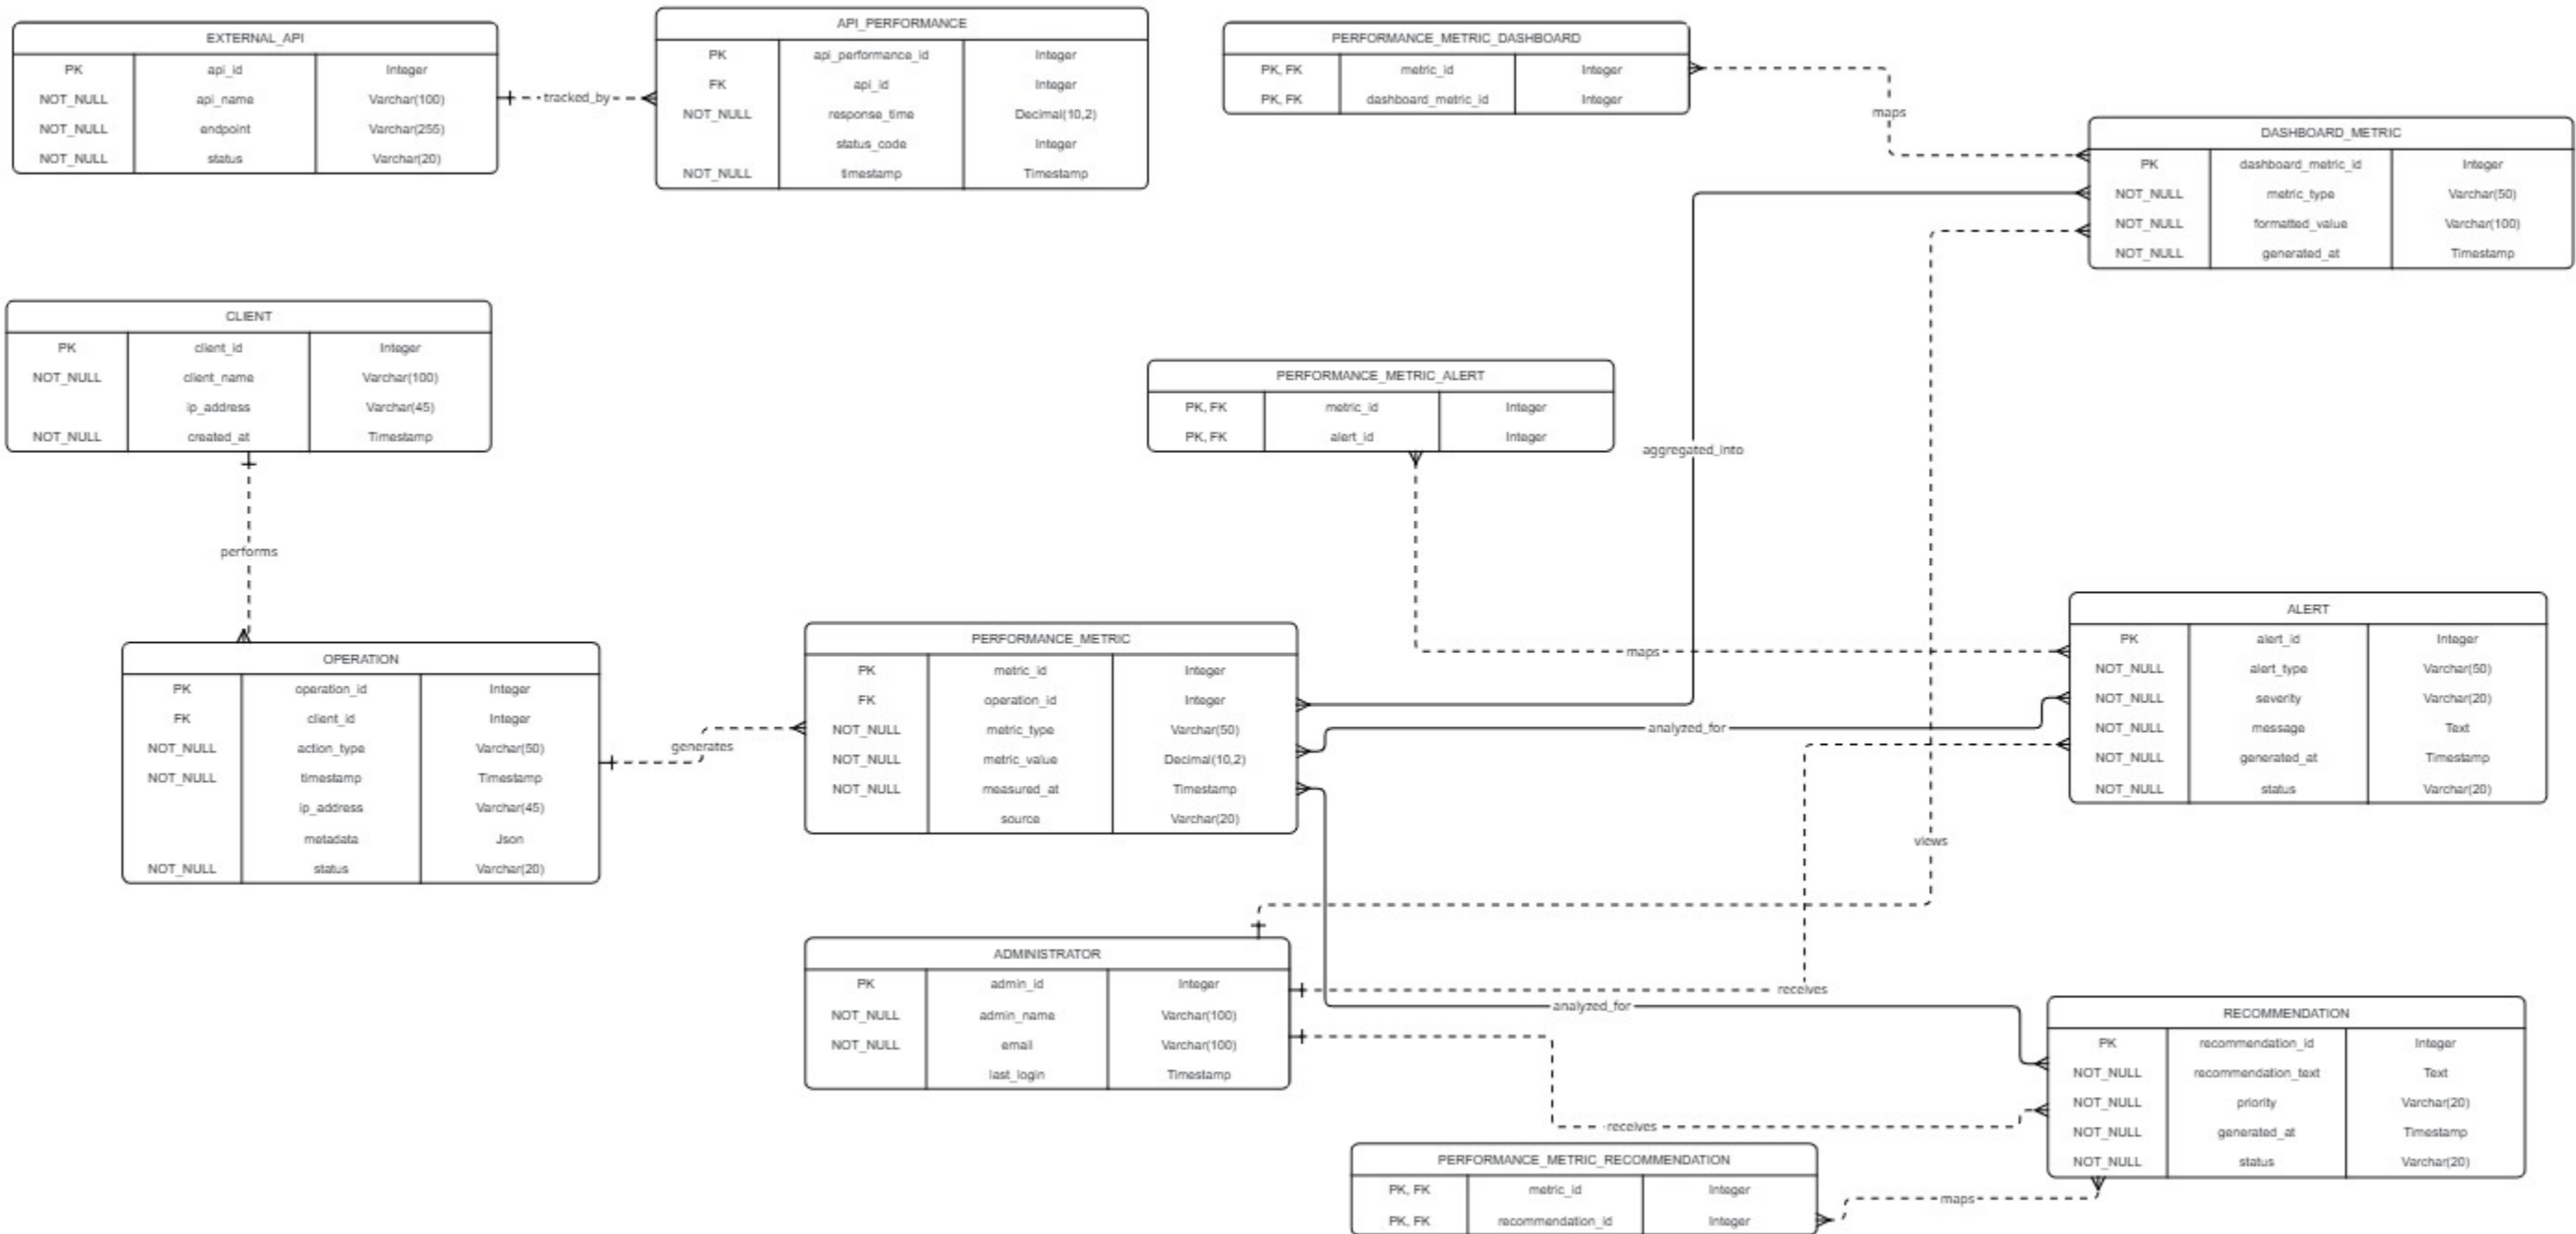 EXTERNAL_API
PK api_id Integer
NOT_NULL api_name Varchar(100)
NOT_NULL endpoint Varchar(255)
NOT_NULL status Varchar(20)
tracked_by
API_PERFORMANCE
PK api_performance_id Integer
FK api_id Integer
NOT_NULL response_time Decimal(10,2)
status_code Integer
NOT_NULL timestamp Timestamp
PERFORMANCE_METRIC_DASHBOARD
PK, FK metric_id Integer
PK, FK dashboard_metric_id Integer
maps
DASHBOARD_METRIC
PK dashboard_metric_id Integer
NOT_NULL metric_type Varchar(50)
NOT_NULL formatted_value Varchar(100)
NOT_NULL generated_at Timestamp
CLIENT
PK client_id Integer
NOT_NULL client_name Varchar(100)
ip_address Varchar(45)
NOT_NULL created_at Timestamp
performs
PERFORMANCE_METRIC_ALERT
PK, FK metric_id Integer
PK, FK alert_id Integer
aggregated_into
maps
OPERATION
PK operation_id Integer
FK client_id Integer
NOT_NULL action_type Varchar(50)
NOT_NULL timestamp Timestamp
ip_address Varchar(45)
metadata Json
NOT_NULL status Varchar(20)
generates
PERFORMANCE_METRIC
PK metric_id Integer
FK operation_id Integer
NOT_NULL metric_type Varchar(50)
NOT_NULL metric_value Decimal(10,2)
NOT_NULL measured_at Timestamp
source Varchar(20)
analyzed_for
ALERT
PK alert_id Integer
NOT_NULL alert_type Varchar(50)
NOT_NULL severity Varchar(20)
NOT_NULL message Text
NOT_NULL generated_at Timestamp
NOT_NULL status Varchar(20)
views
ADMINISTRATOR
PK admin_id Integer
NOT_NULL admin_name Varchar(100)
NOT_NULL email Varchar(100)
last_login Timestamp
receives
analyzed_for
receives
RECOMMENDATION
PK recommendation_id Integer
NOT_NULL recommendation_text Text
NOT_NULL priority Varchar(20)
NOT_NULL generated_at Timestamp
NOT_NULL status Varchar(20)
PERFORMANCE_METRIC_RECOMMENDATION
PK, FK metric_id Integer
PK, FK recommendation_id Integer
maps